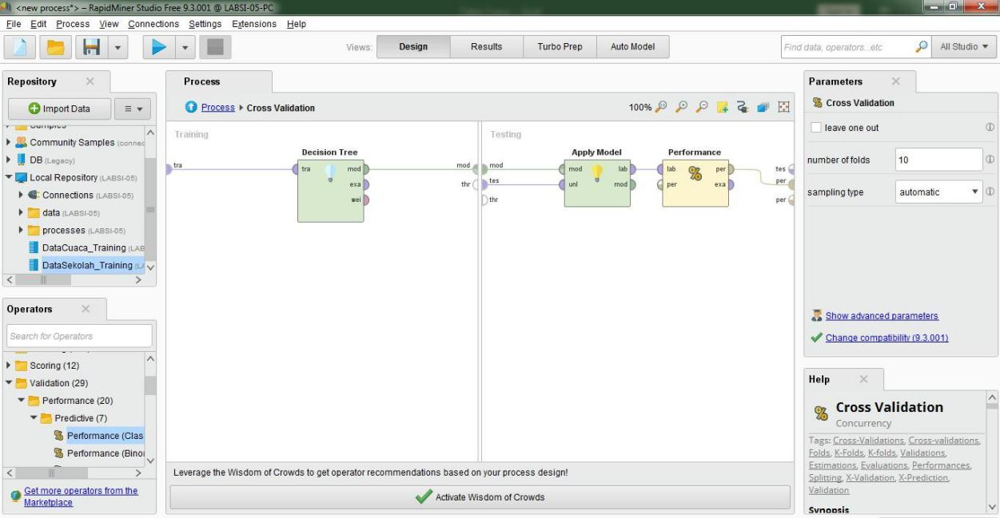 <new process*> – RapidMiner Studio Free 9.3.001 @ LABSI-05-PC
File Edit Process View Connections Settings Extensions Help
Views: Design Results Turbo Prep Auto Model
Find data, operators...etc
All Studio
Repository
Import Data
Samples
Community Samples (connec
DB (Legacy)
Local Repository (LABSI-05)
Connections (LABSI-05)
data (LABSI-05)
processes (LABSI-05)
DataCuaca_Training (LAB
DataSekolah_Training (LA
Operators
Search for Operators
Scoring (12)
Validation (29)
Performance (20)
Predictive (7)
Performance (Clas
Performance (Bino
Get more operators from the
Marketplace
Process
Process Cross Validation
100%
Training
Decision Tree
tra
tra mod
exa
wei
mod
thr
Testing
mod
tes
thr
Apply Model
mod lab
unl mod
Performance
lab % per
per exa
tes
per
per
Leverage the Wisdom of Crowds to get operator recommendations based on your process design!
Activate Wisdom of Crowds
Parameters
% Cross Validation
leave one out
number of folds 10
sampling type automatic
Show advanced parameters
Change compatibility (9.3.001)
Help
% Cross Validation
Concurrency
Tags: Cross-Validations, Cross-validations,
Folds, K-Folds, K-folds, Validations,
Estimations, Evaluations, Performances,
Splitting, X-Validation, X-Prediction,
Validation
Synopsis